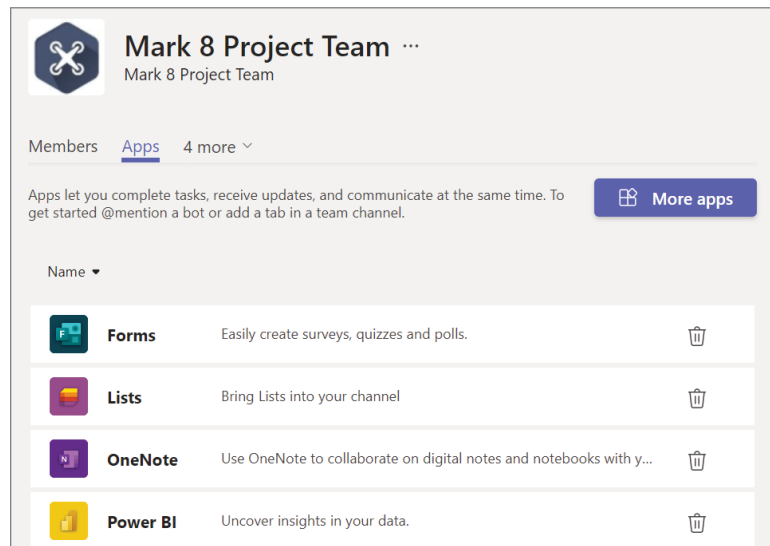 Mark 8 Project Team ...
Mark 8 Project Team
Members Apps 4 more
Apps let you complete tasks, receive updates, and communicate at the same time. To
get started @mention a bot or add a tab in a team channel.
More apps
Name
F Forms Easily create surveys, quizzes and polls.
Lists Bring Lists into your channel
N OneNote Use OneNote to collaborate on digital notes and notebooks with y...
Power BI Uncover insights in your data.